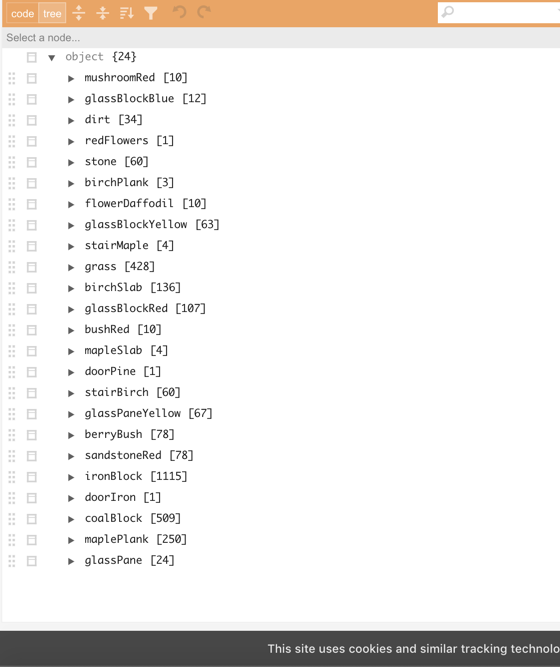 code tree
Select a node...
object {24}
mushroomRed [10]
glassBlockBlue [12]
dirt [34]
redFlowers [1]
stone [60]
birchPlank [3]
flowerDaffodil [10]
glassBlockYellow [63]
stairMaple [4]
grass [428]
birchSlab [136]
glassBlockRed [107]
bushRed [10]
mapleSlab [4]
doorPine [1]
stairBirch [60]
glassPaneYellow [67]
berryBush [78]
sandstoneRed [78]
ironBlock [1115]
doorIron [1]
coalBlock [509]
maplePlank [250]
glassPane [24]
This site uses cookies and similar tracking technolo